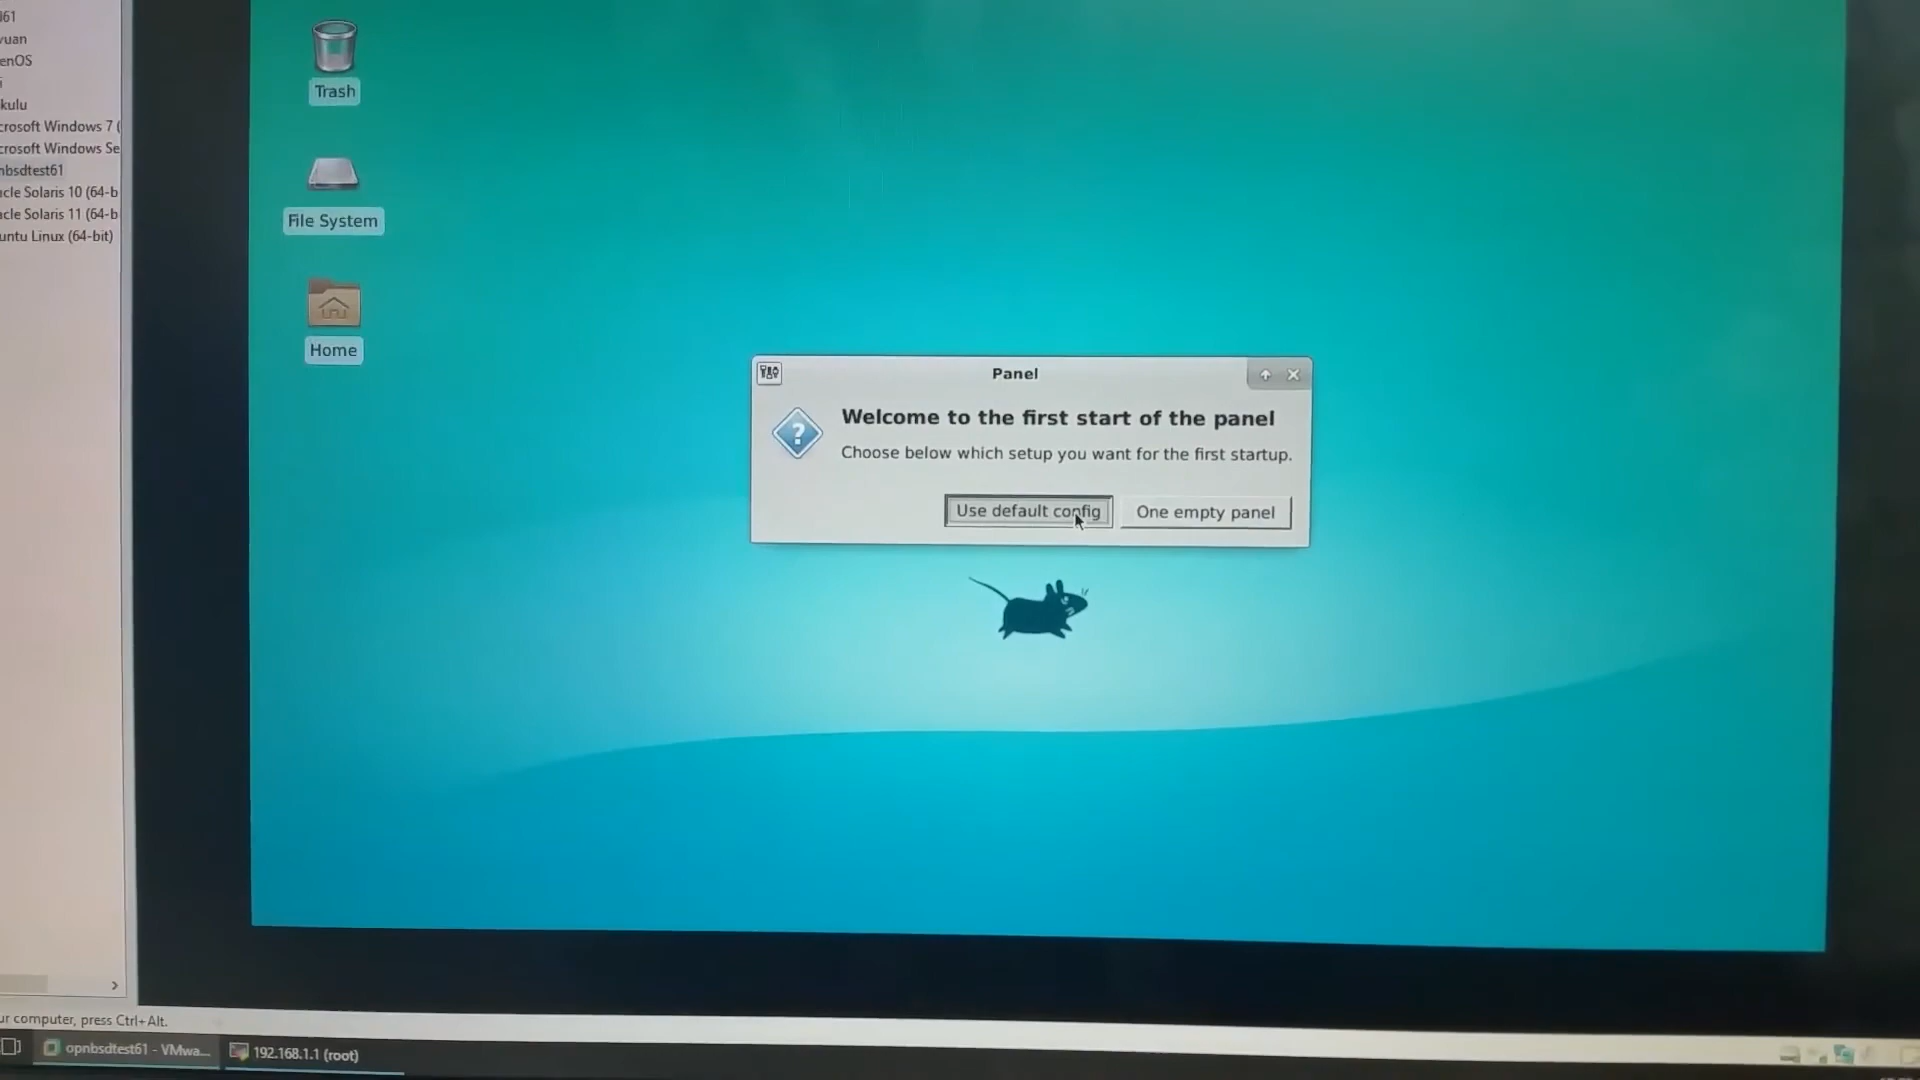 l61
yuan
enOS
i
kulu
crosoft Windows 7 (
crosoft Windows Se
nbsdtest61
acle Solaris 10 (64-b
acle Solaris 11 (64-b
untu Linux (64-bit)
Trash
File System
Home
Panel
Welcome to the first start of the panel
Choose below which setup you want for the first startup.
Use default config
One empty panel
ur computer, press Ctrl+Alt.
opnbsdtest61 - VMwa...
192.168.1.1 (root)